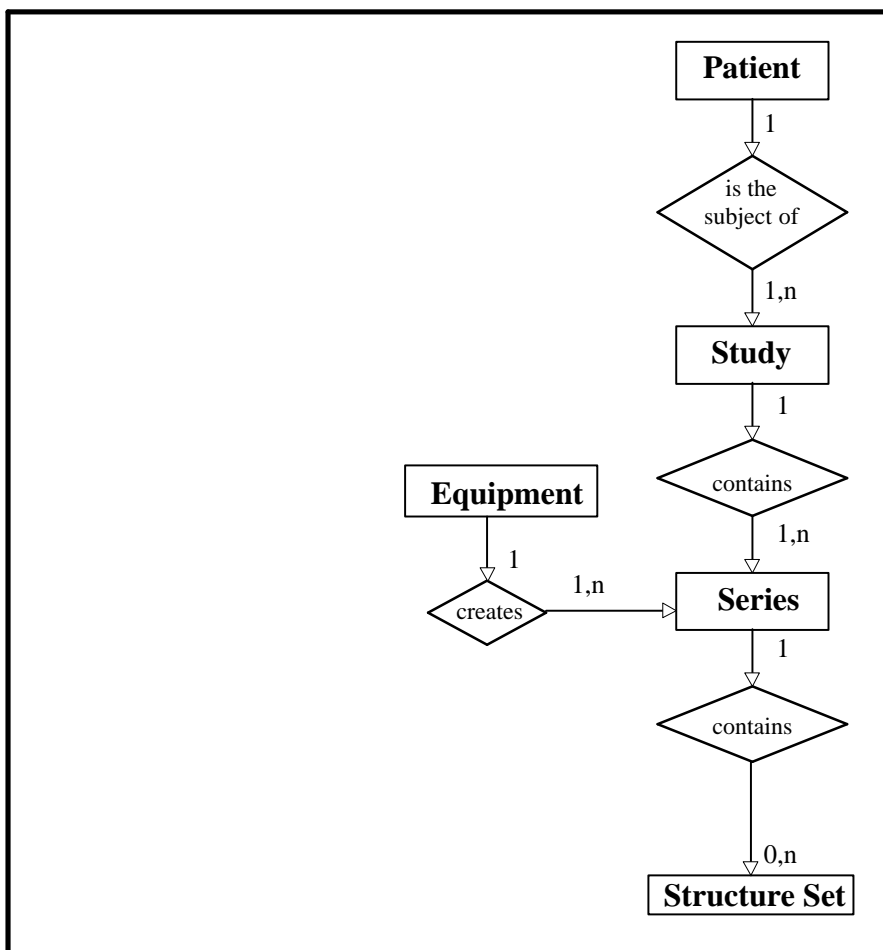 Patient
1
is the
subject of
1,n
Study
1
contains
Equipment
1,n
1
1,n
Series
creates
1
contains
0,n
Structure Set